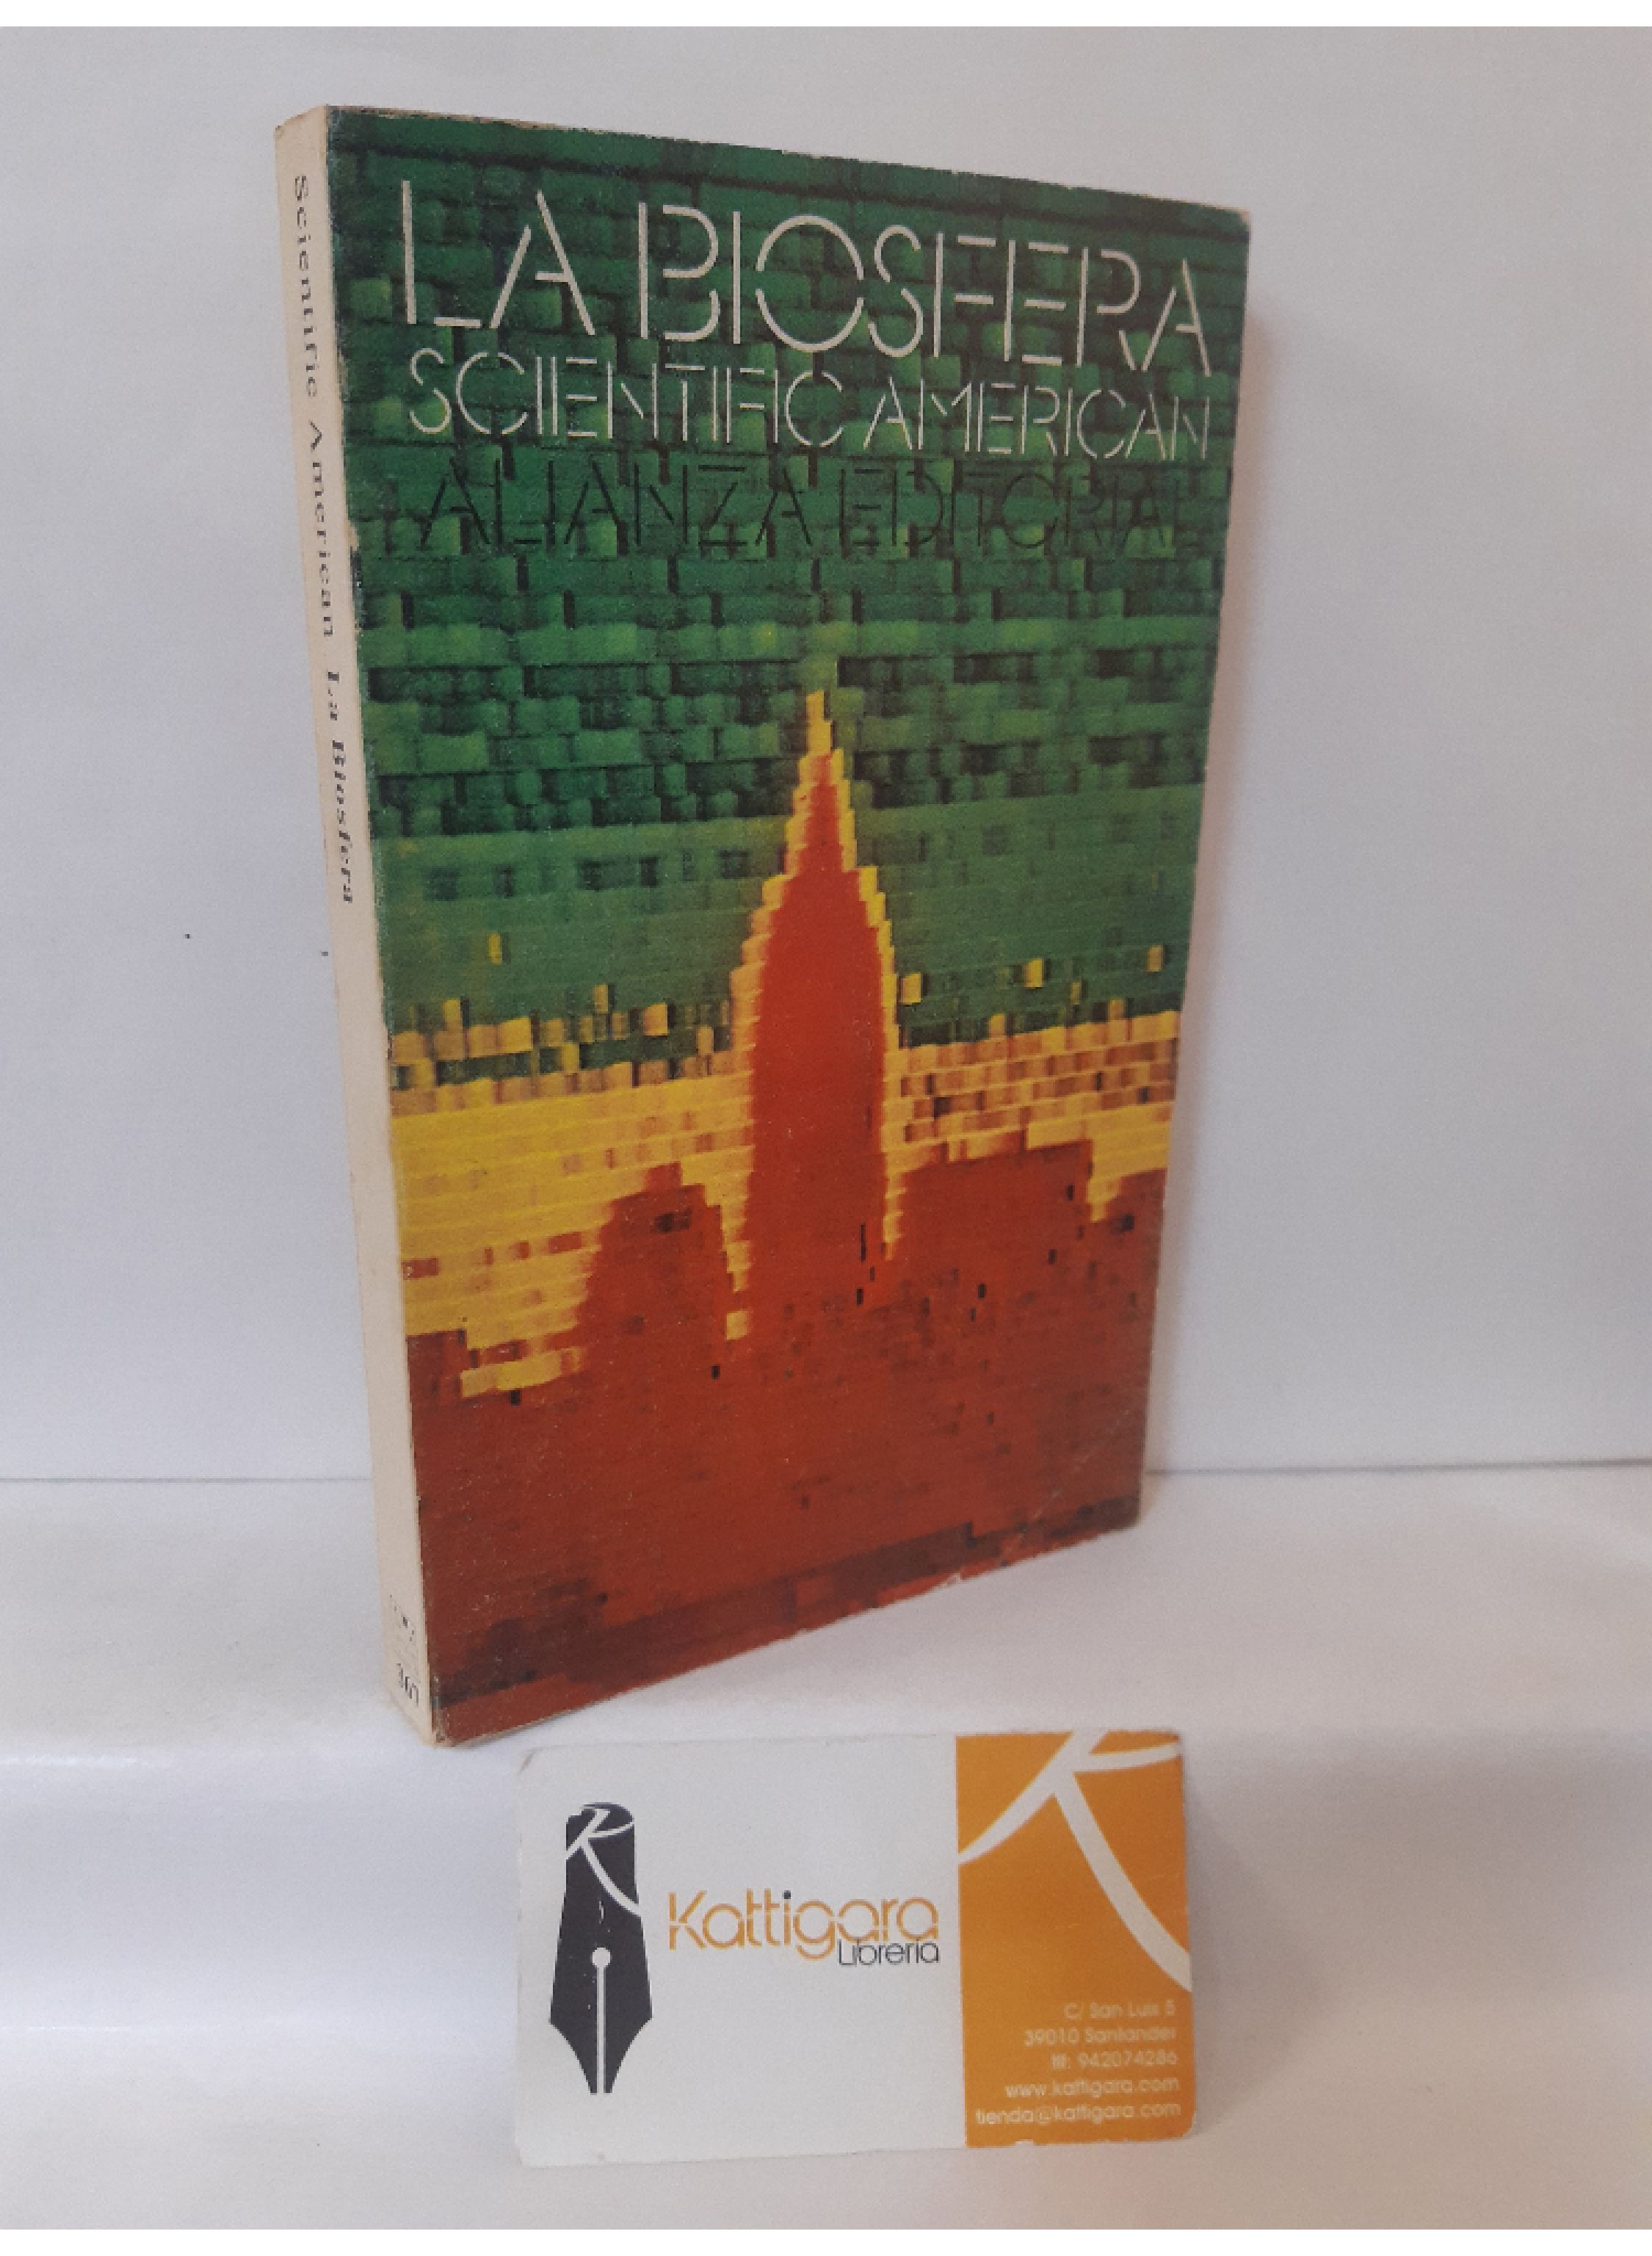 LA BIOSFERA
SCIENTIFIC AMERICAN
ALIANZA EDITORIAL
Scientific American La Biosfera
Kattigara
Librería
C/ San Luis 5
39010 Santander
tlf: 942074286
www.kattigara.com
tienda@kattigara.com